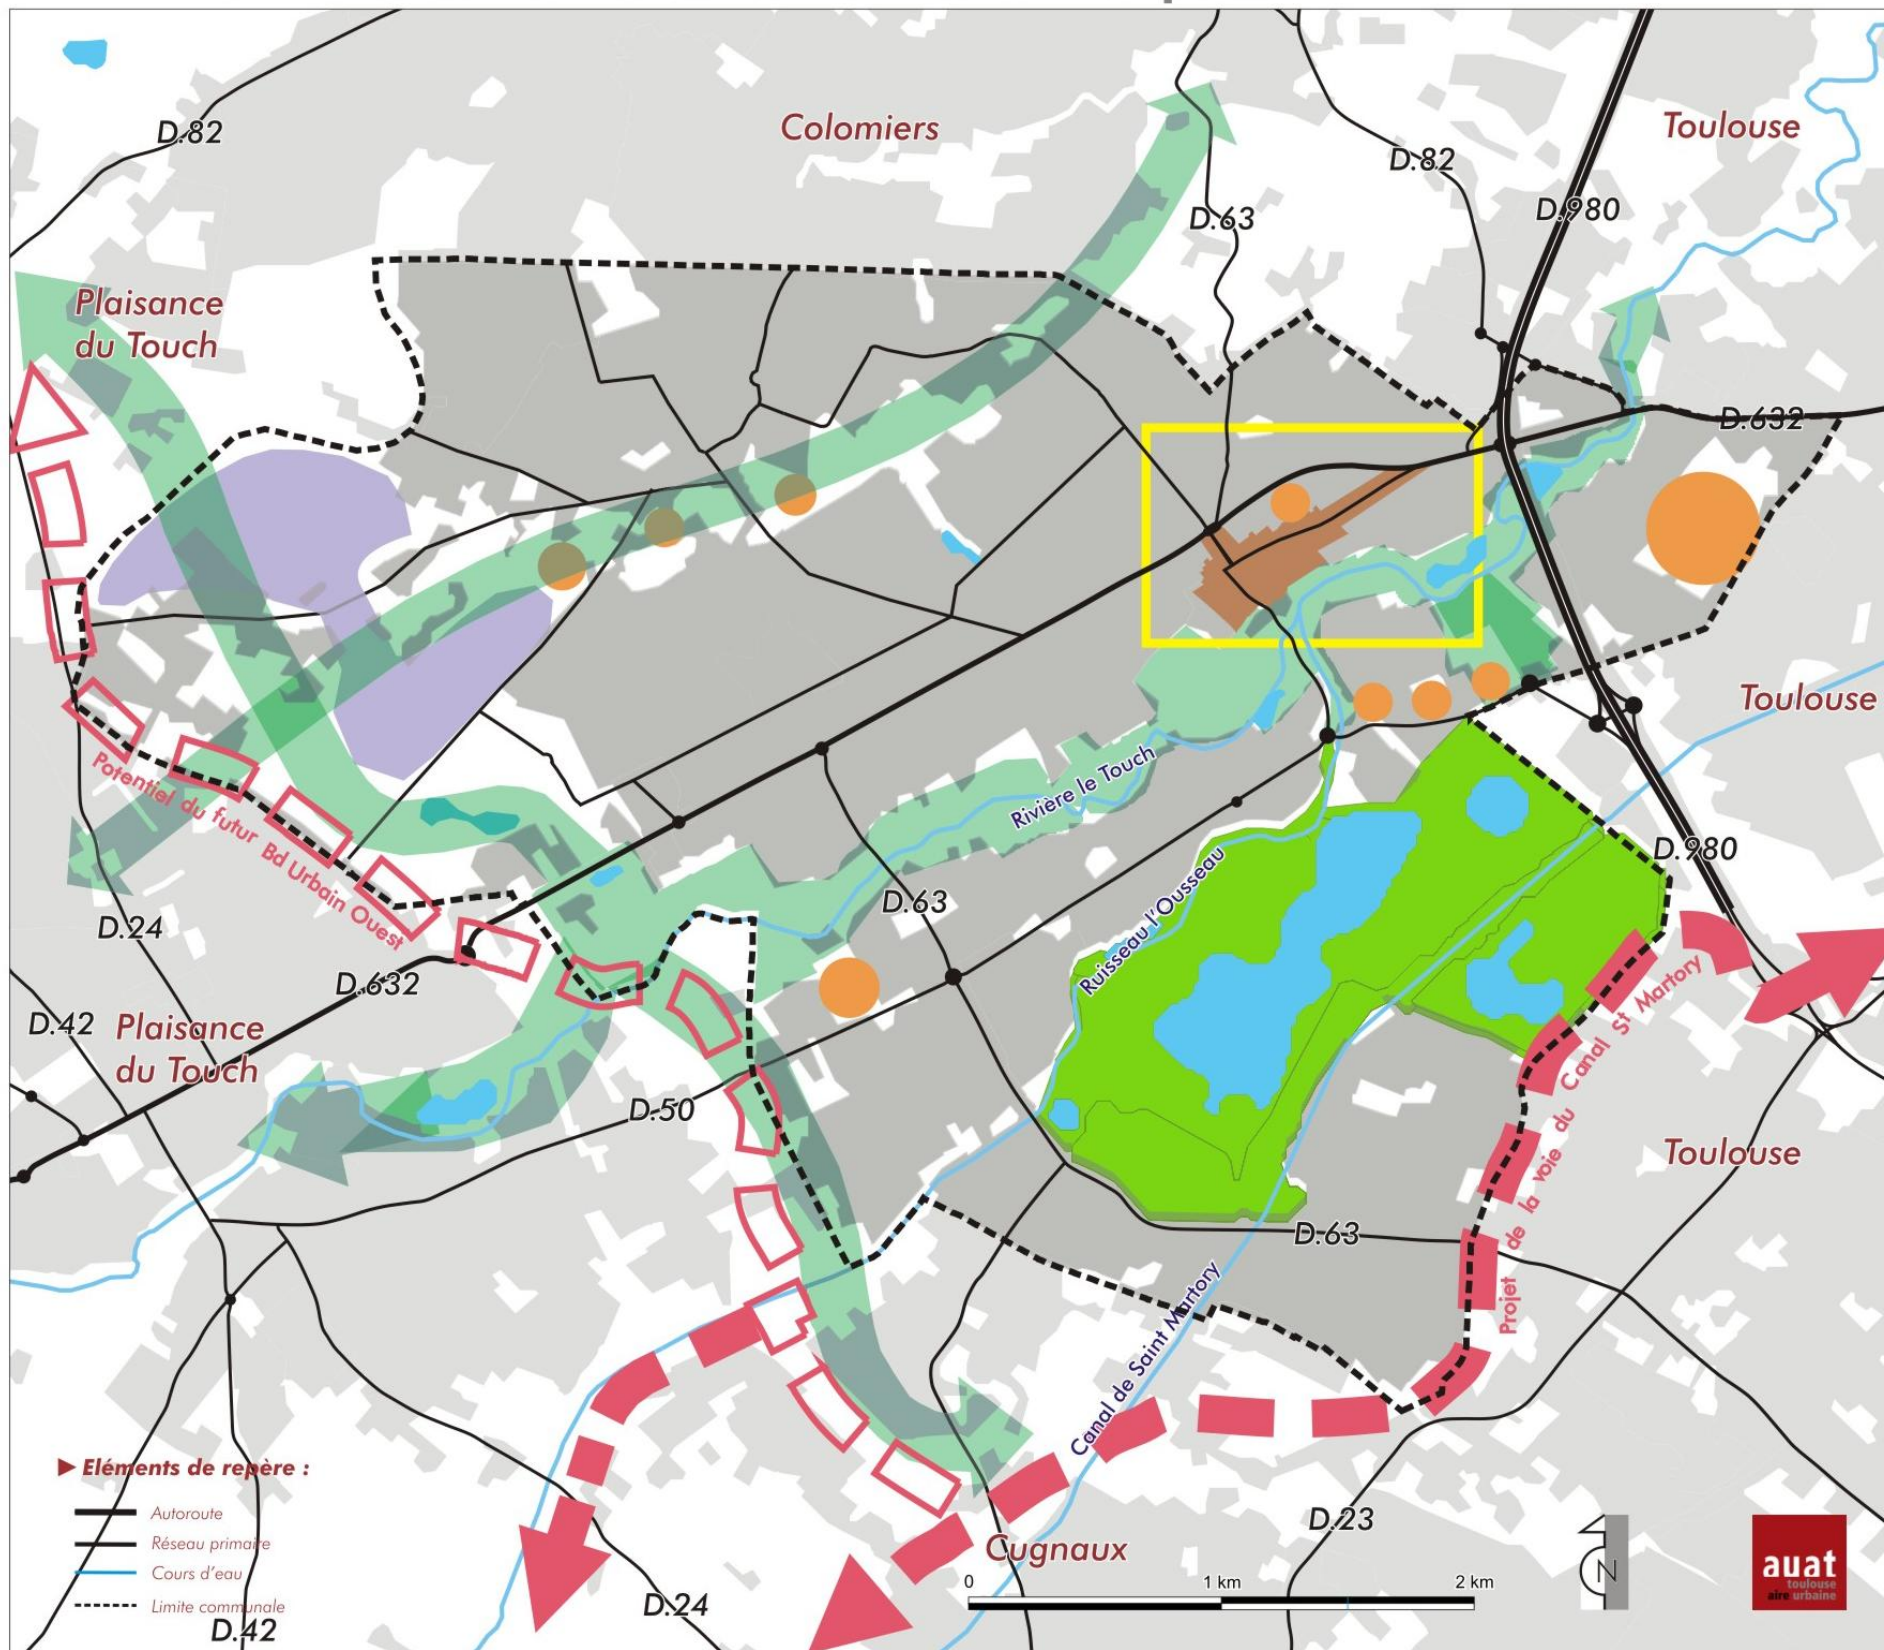 Colomiers
Toulouse
D.82
D.82
D.980
D.63
Plaisance
du Touch
D.632
Toulouse
Rivière le Touch
Potentiel du futur Bd Urbain Ouest
D.980
Ruisseau l'Ousseau
D.63
D.24
D.632
D.42
Plaisance
du Touch
D.50
Projet de la voie du Canal St Martory
Toulouse
D.63
Canal de Saint Martory
Eléments de repère :
Autoroute
Réseau primaire
Cours d'eau
Limite communale
D.42
D.24
Cugnaux
D.23
0 1 km 2 km
N
auat
toulouse
aire urbaine